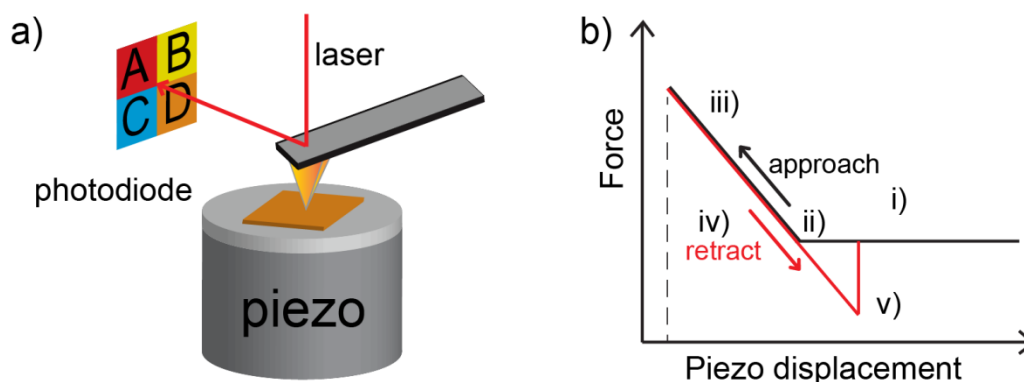 a)
A B
C D
laser
photodiode
piezo
b)
Force
iii)
approach
i)
iv) ii)
retract
v)
Piezo displacement